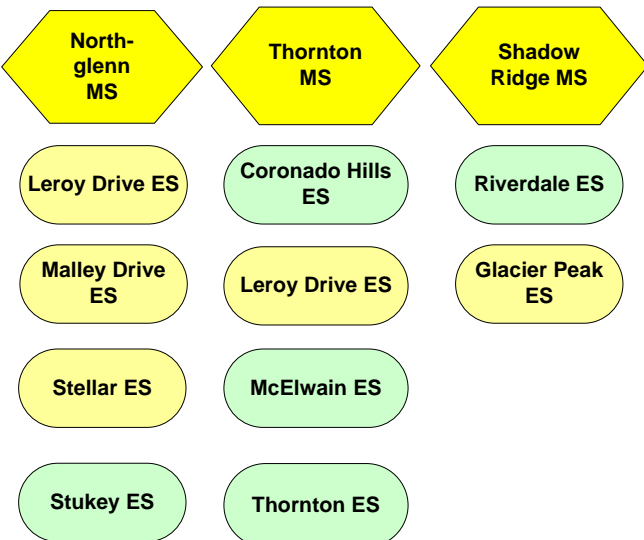 North-
glenn
MS
Thornton
MS
Shadow
Ridge MS
Leroy Drive ES
Coronado Hills
ES
Riverdale ES
Malley Drive
ES
Leroy Drive ES
Glacier Peak
ES
Stellar ES
McElwain ES
Stukey ES
Thornton ES